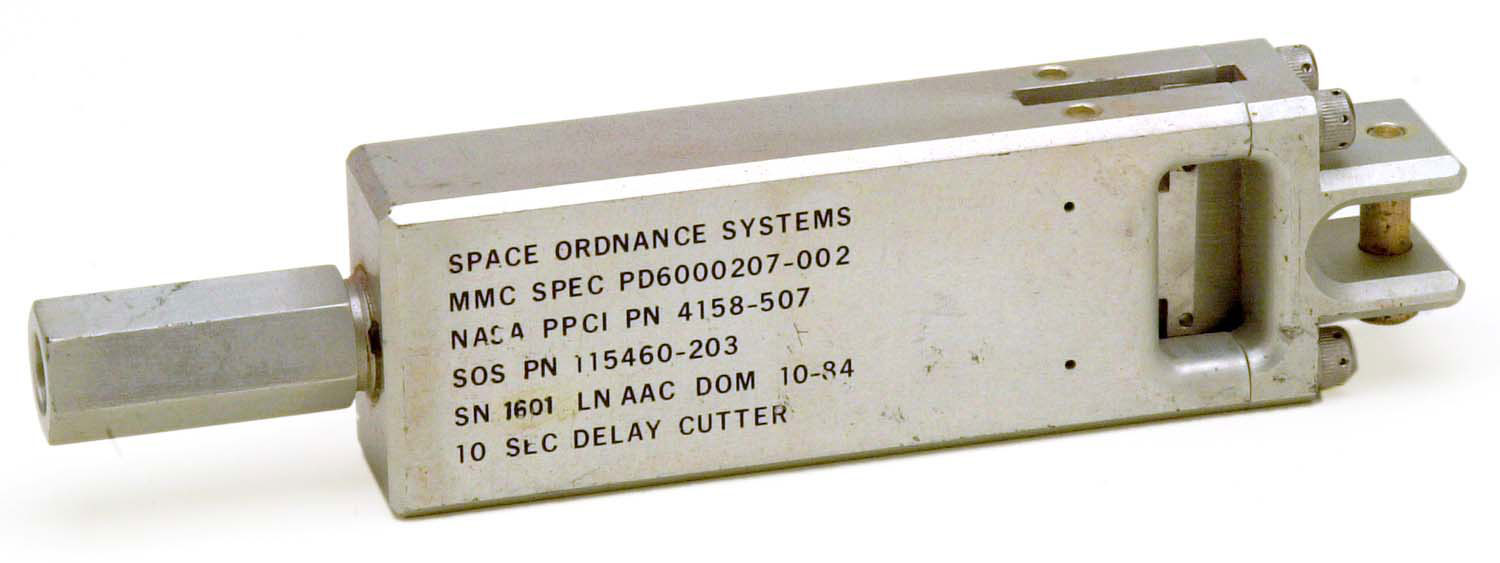 SPACE ORDNANCE SYSTEMS
MMC SPEC PD6000207-002
NASA PPCI PN 4158-507
SOS PN 115460-203
SN 1601 LN AAC DOM 10-84
10 SEC DELAY CUTTER